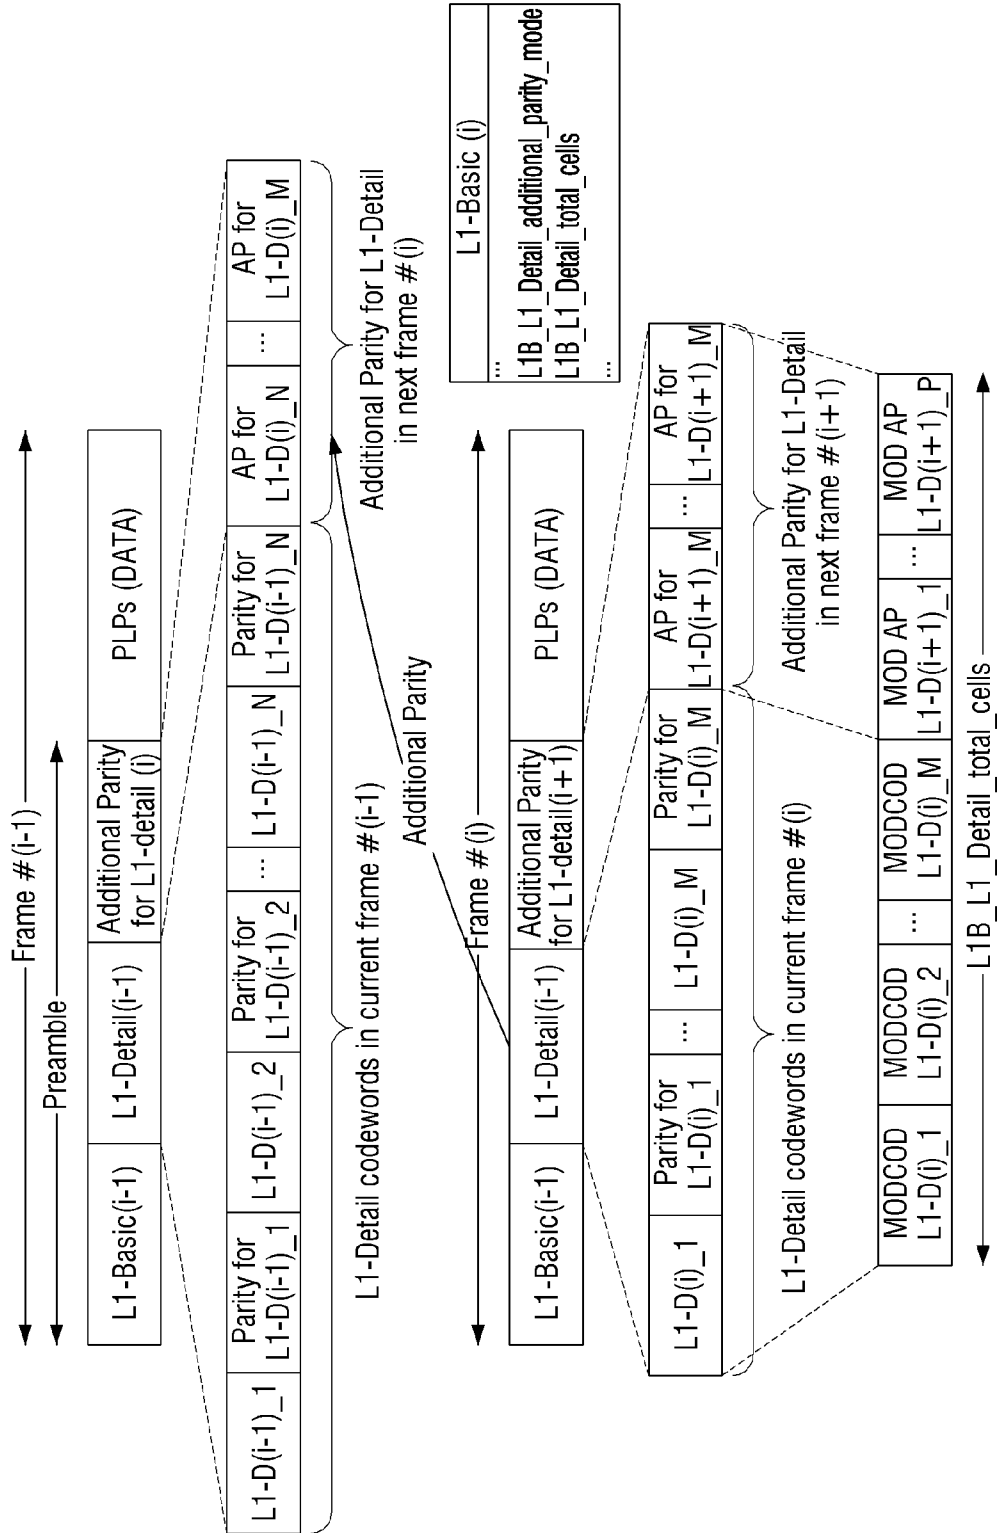 Frame #(i-1)
Preamble
L1-Basic(i-1)
L1-Detail(i-1)
Additional Parity
for L1-detail (i)
PLPs (DATA)
L1-D(i-1)_1
Parity for
L1-D(i-1)_1
L1-D(i-1)_2
Parity for
L1-D(i-1)_2
...
L1-D(i-1)_N
Parity for
L1-D(i-1)_N
AP for
L1-D(i)_N
...
AP for
L1-D(i)_M
L1-Detail codewords in current frame #(i-1)
Additional Parity for L1-Detail
in next frame #(i)
Additional Parity
L1-Basic (i)
...
L1B_L1_Detail_additional_parity_mode
L1B_L1_Detail_total_cells
...
Frame #(i)
L1-Basic(i-1)
L1-Detail(i-1)
Additional Parity
for L1-detail(i+1)
PLPs (DATA)
L1-D(i)_1
Parity for
L1-D(i)_1
...
L1-D(i)_M
Parity for
L1-D(i)_M
AP for
L1-D(i+1)_M
...
AP for
L1-D(i+1)_M
L1-Detail codewords in current frame #(i)
Additional Parity for L1-Detail
in next frame #(i+1)
MODCOD
L1-D(i)_1
MODCOD
L1-D(i)_2
...
MODCOD
L1-D(i)_M
MOD AP
L1-D(i+1)_1
...
MOD AP
L1-D(i+1)_P
L1B_L1_Detail_total_cells